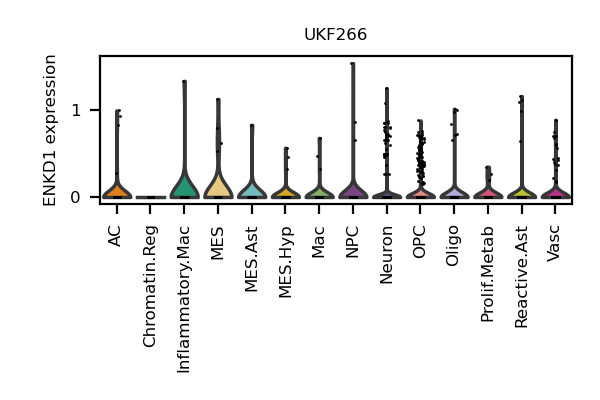 UKF266
ENKD1 expression
1
0
AC
Chromatin.Reg
Inflammatory.Mac
MES
MES.Ast
MES.Hyp
Mac
NPC
Neuron
OPC
Oligo
Prolif.Metab
Reactive.Ast
Vasc